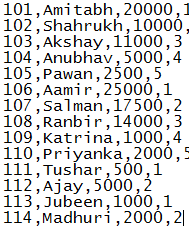 101,Amitabh,20000,1
102,Shahrukh,10000,
103,Akshay,11000,3
104,Anubhav,5000,4
105,Pawan,2500,5
106,Aamir,25000,1
107,Salman,17500,2
108,Ranbir,14000,3
109,Katrina,1000,4
110,Priyanka,2000,5
111,Tushar,500,1
112,Ajay,5000,2
113,Jubeen,1000,1
114,Madhuri,2000,2